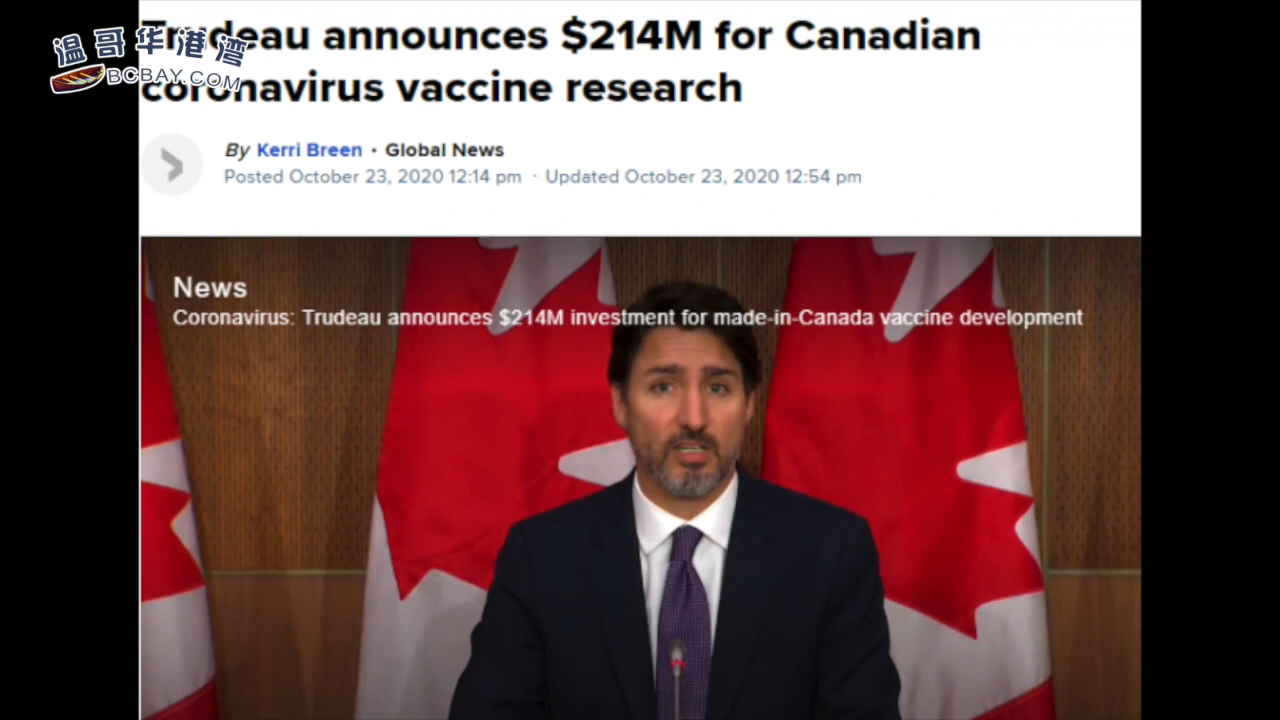 温哥华港湾
BCBAY.COM
Trudeau announces $214M for Canadian
coronavirus vaccine research
By Kerri Breen • Global News
Posted October 23, 2020 12:14 pm · Updated October 23, 2020 12:54 pm
News
Coronavirus: Trudeau announces $214M investment for made-in-Canada vaccine development